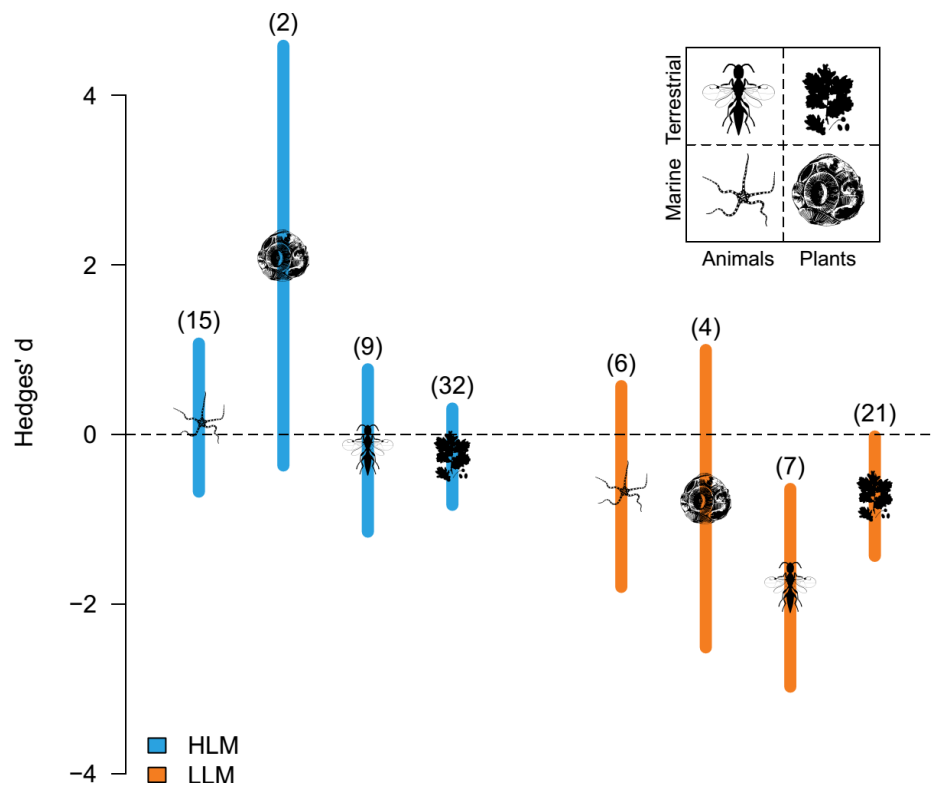 (2)
4
Terrestrial
Marine
Animals Plants
2
(15)
(9)
(32)
(6)
(4)
(7)
(21)
Hedges' d
0
−2
−4
HLM
LLM